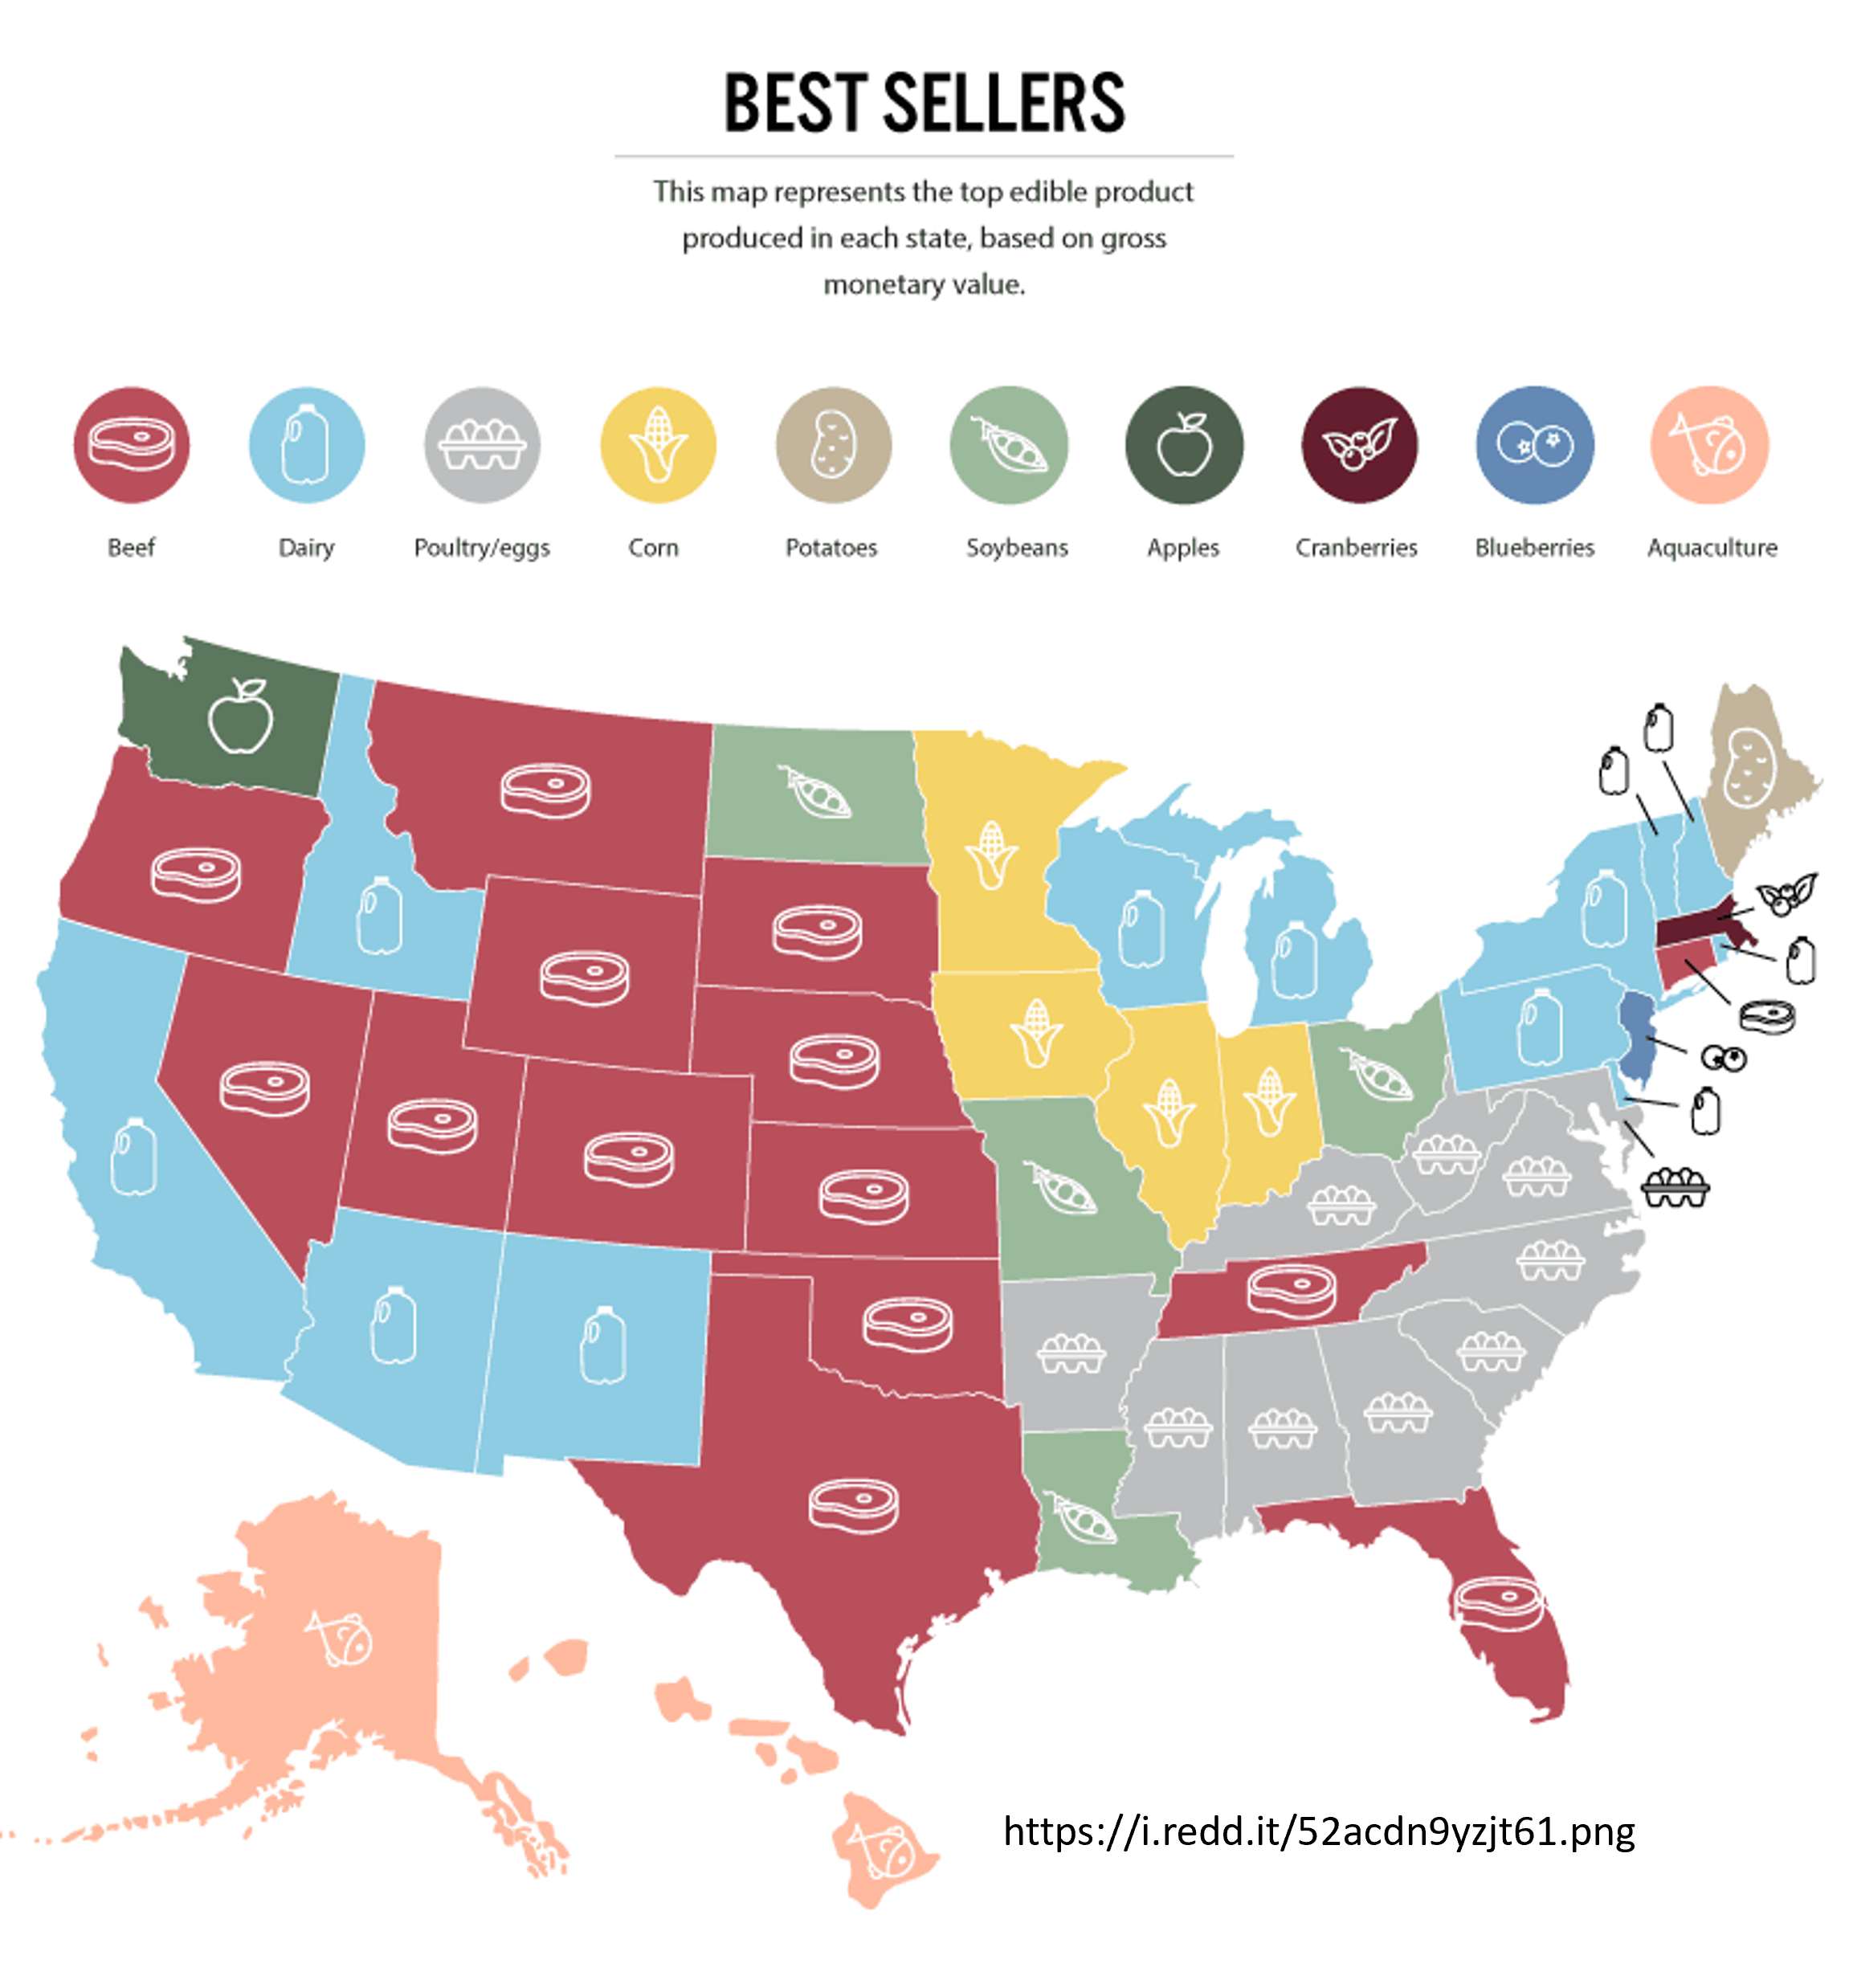 BEST SELLERS
This map represents the top edible product
produced in each state, based on gross
monetary value.
Beef
Dairy
Poultry/eggs
Corn
Potatoes
Soybeans
Apples
Cranberries
Blueberries
Aquaculture
https://i.redd.it/52acdn9yzjt61.png